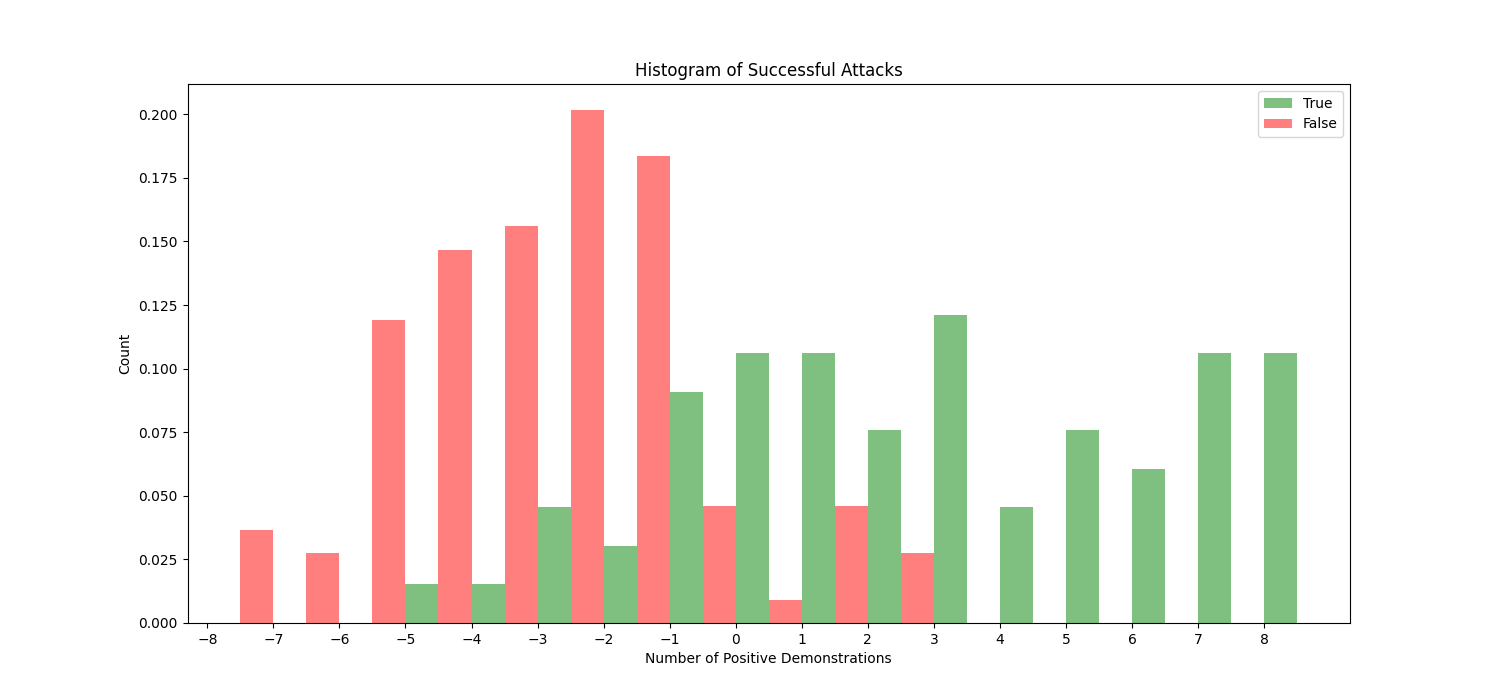 Histogram of Successful Attacks
True
False
0.200
0.175
0.150
0.125
0.100
0.075
0.050
0.025
0.000
Count
−8 −7 −6 −5 −4 −3 −2 −1 0 1 2 3 4 5 6 7 8
Number of Positive Demonstrations